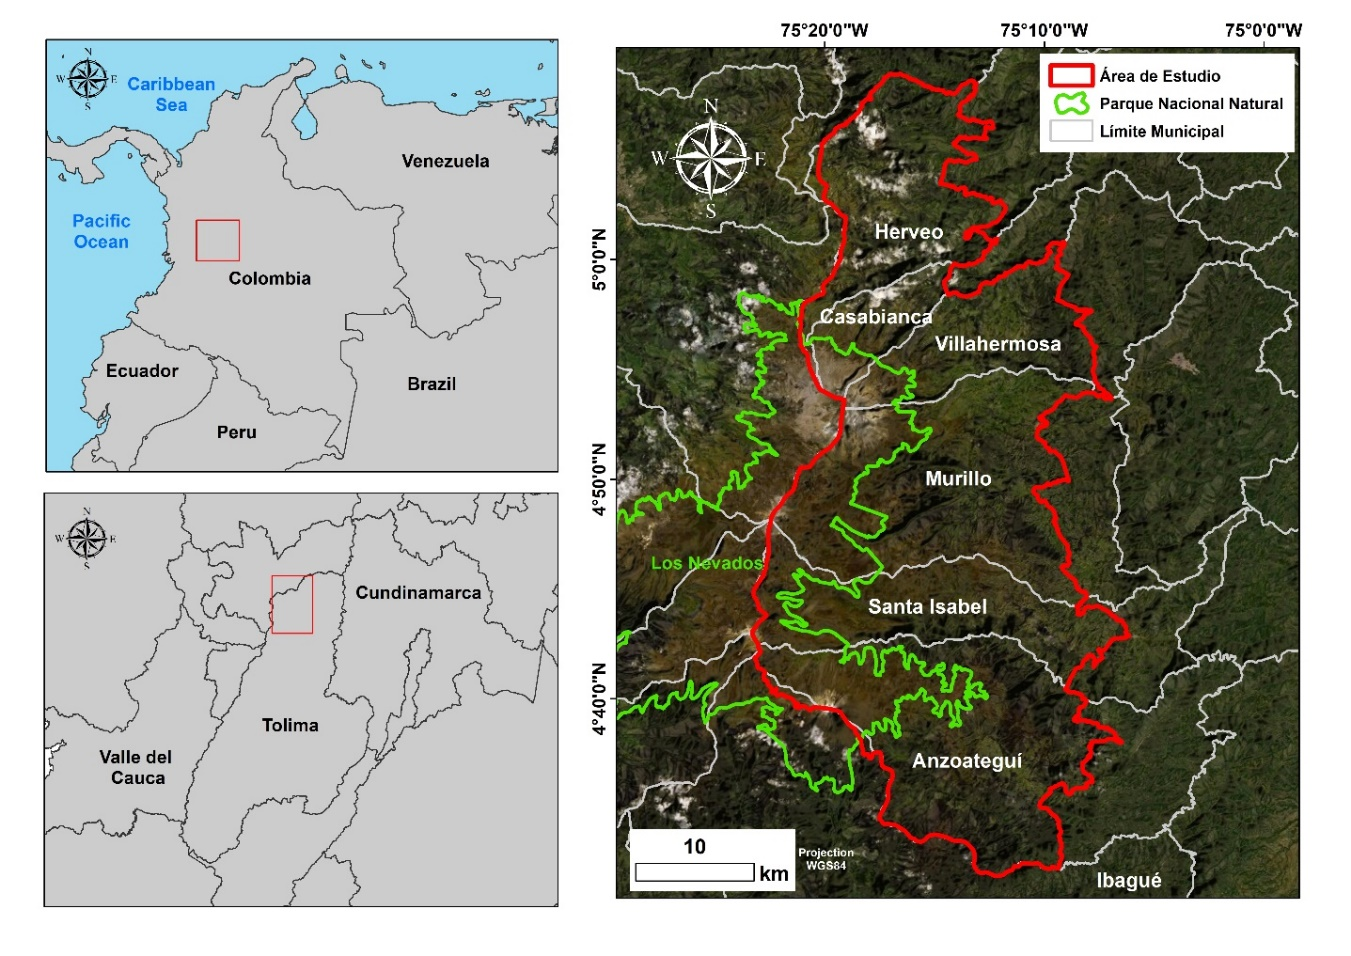 N
W E
S
Caribbean
Sea
Venezuela
Pacific
Ocean
Colombia
Ecuador
Brazil
Peru
N
W E
S
Cundinamarca
Tolima
Valle del
Cauca
75°20'0"W 75°10'0"W 75°0'0"W
Área de Estudio
Parque Nacional Natural
Límite Municipal
N
W E
S
5°0'0"N
4°50'0"N
4°40'0"N
Herveo
Casabianca
Villahermosa
Murillo
Los Nevados
Santa Isabel
Anzoateguí
Ibagué
10
km
Projection
WGS84